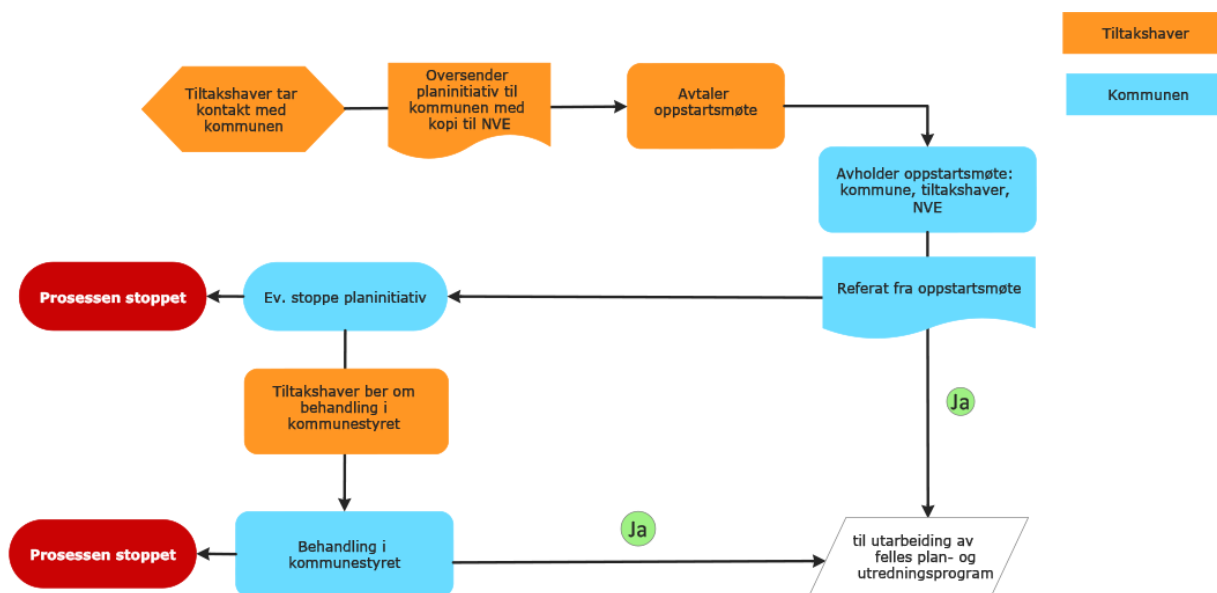 Tiltakshaver
Kommunen
Tiltakshaver tar
kontakt med
kommunen
Oversender
planinitiativ til
kommunen med
kopi til NVE
Avtaler
oppstartsmøte
Avholder oppstartsmøte:
kommune, tiltakshaver,
NVE
Referat fra oppstartsmøte
Ev. stoppe planinitiativ
Prosessen stoppet
Tiltakshaver ber om
behandling i
kommunestyret
Ja
Behandling i
kommunestyret
Prosessen stoppet
Ja
til utarbeiding av
felles plan- og
utredningsprogram